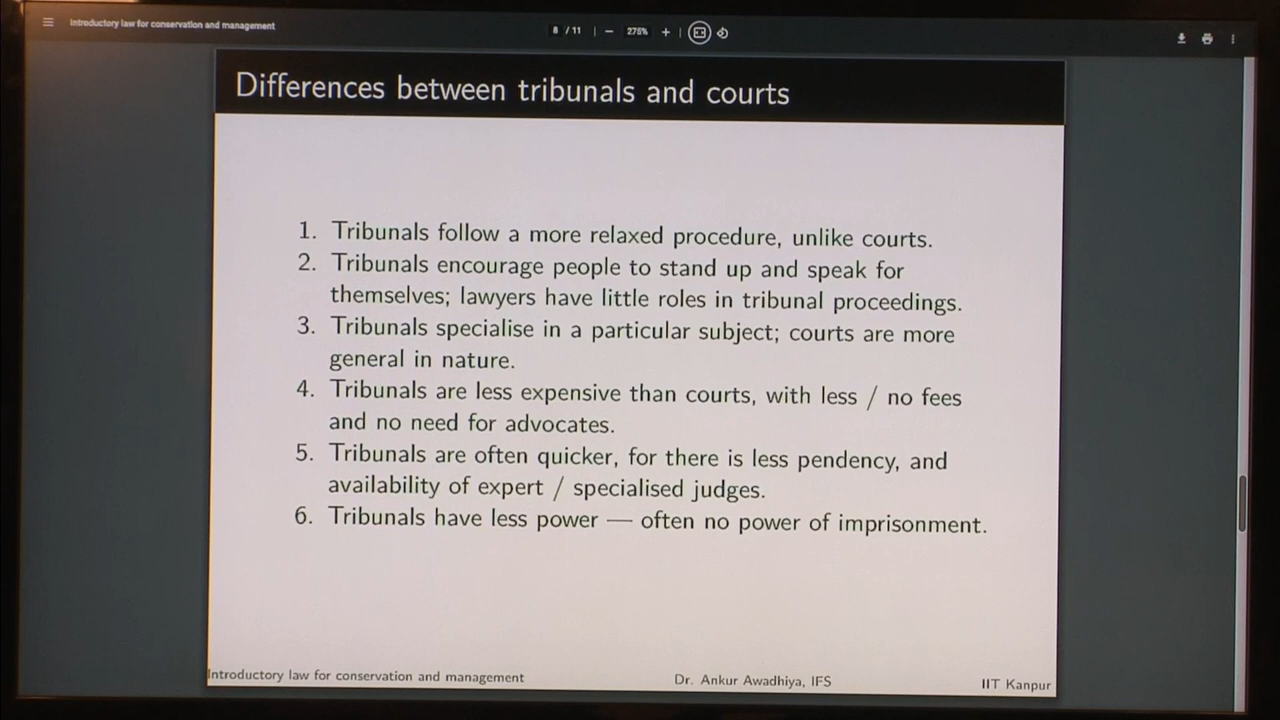 Introductory law for conservation and management
8 / 11 | − 276% + |
Differences between tribunals and courts
1. Tribunals follow a more relaxed procedure, unlike courts.
2. Tribunals encourage people to stand up and speak for
themselves; lawyers have little roles in tribunal proceedings.
3. Tribunals specialise in a particular subject; courts are more
general in nature.
4. Tribunals are less expensive than courts, with less / no fees
and no need for advocates.
5. Tribunals are often quicker, for there is less pendency, and
availability of expert / specialised judges.
6. Tribunals have less power — often no power of imprisonment.
Introductory law for conservation and management Dr. Ankur Awadhiya, IFS IIT Kanpur